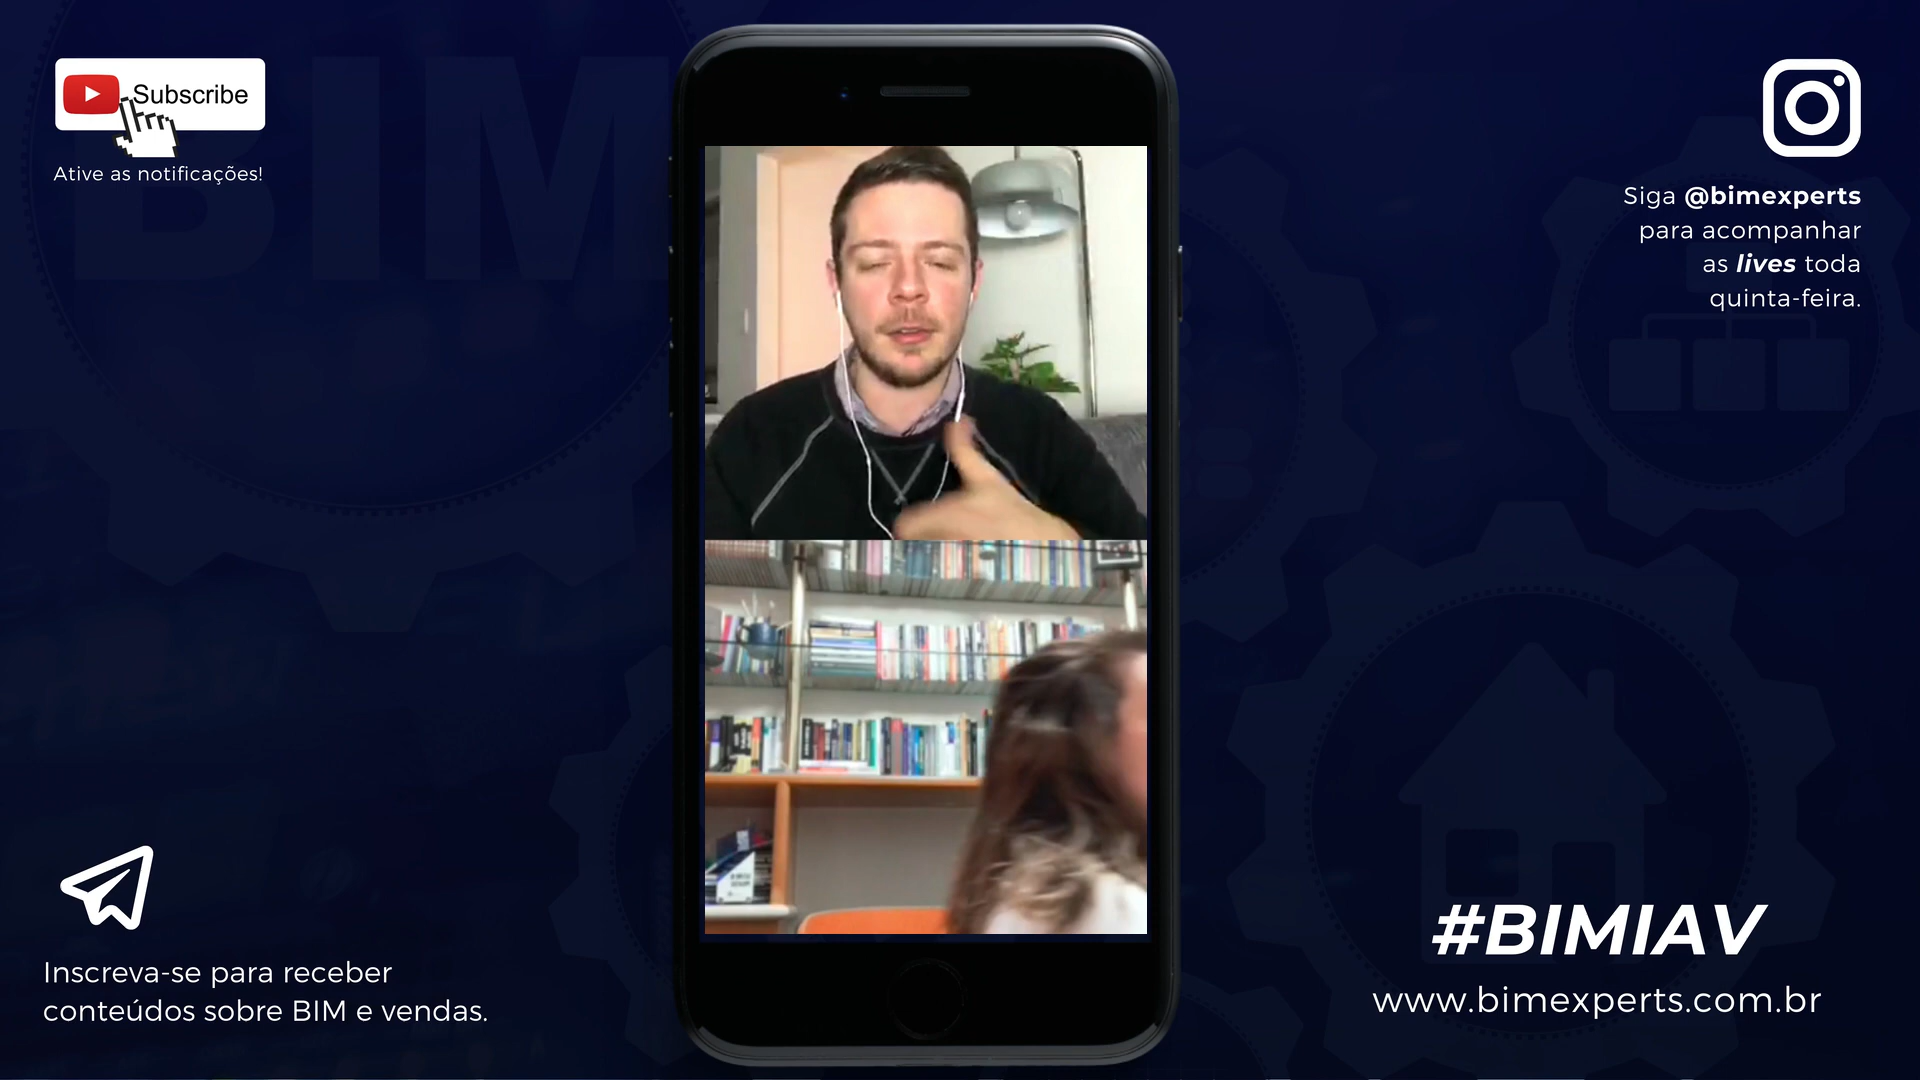 Subscribe
Ative as notificações!
BIM
Siga @bimexperts
para acompanhar
as lives toda
quinta-feira.
Inscreva-se para receber
conteúdos sobre BIM e vendas.
#BIMIAV
www.bimexperts.com.br